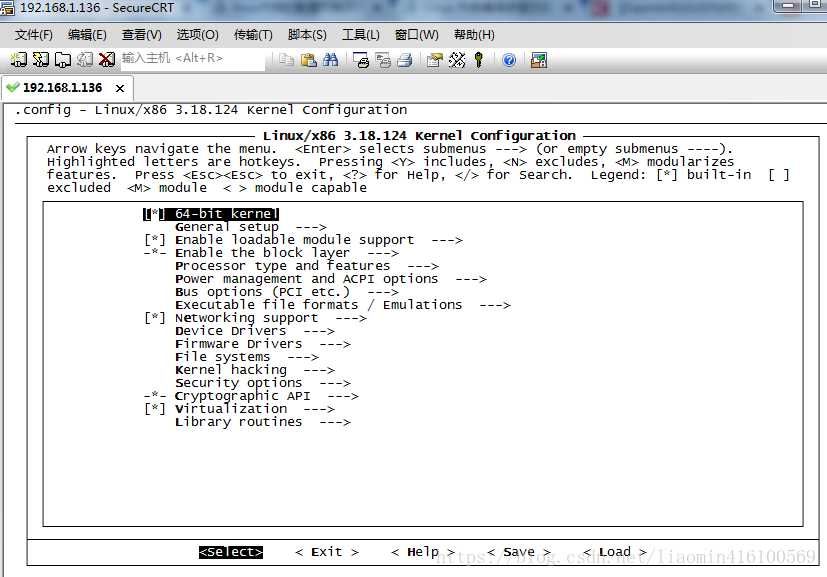 192.168.1.136 - SecureCRT
文件(F) 编辑(E) 查看(V) 选项(O) 传输(T) 脚本(S) 工具(L) 窗口(W) 帮助(H)
输入主机 <Alt+R>
192.168.1.136
.config - Linux/x86 3.18.124 Kernel Configuration
Linux/x86 3.18.124 Kernel Configuration
Arrow keys navigate the menu. <Enter> selects submenus ---> (or empty submenus ----).
Highlighted letters are hotkeys. Pressing <Y> includes, <N> excludes, <M> modularizes
features. Press <Esc><Esc> to exit, <?> for Help, </> for Search. Legend: [*] built-in [ ]
excluded <M> module < > module capable
[*] 64-bit kernel
General setup --->
[*] Enable loadable module support --->
-*- Enable the block layer --->
Processor type and features --->
Power management and ACPI options --->
Bus options (PCI etc.) --->
Executable file formats / Emulations --->
[*] Networking support --->
Device Drivers --->
Firmware Drivers --->
File systems --->
Kernel hacking --->
Security options --->
-*- Cryptographic API --->
[*] Virtualization --->
Library routines --->
<Select> < Exit > < Help > < Save > < Load >
https://blog.csdn.net/liaomin416100569